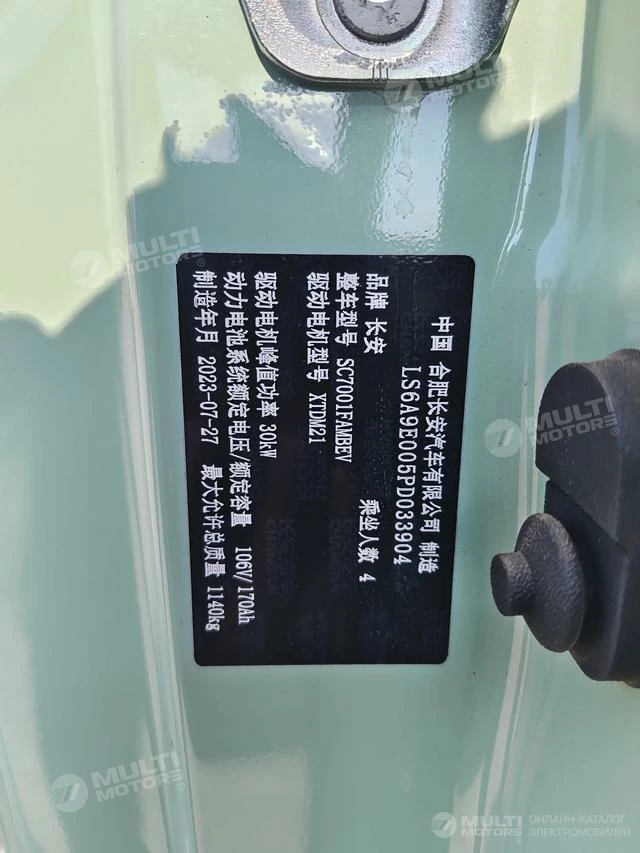 中国 合肥长安汽车有限公司 制造
LS6A9E005PD033904
品牌 长安
整车型号 SC7001FAMBEV 乘坐人数 4
驱动电机型号 XTDM21
驱动电机峰值功率 30kW
动力电池系统额定电压/额定容量 106V/170Ah
制造年月 2023-07-27 最大允许总质量 1140kg
MULTI MOTORS®
MULTI MOTORS®
MULTI MOTORS®
MULTI MOTORS®
MULTI MOTORS® ОНЛАЙН-КАТАЛОГ
ЭЛЕКТРОМОБИЛЕЙ